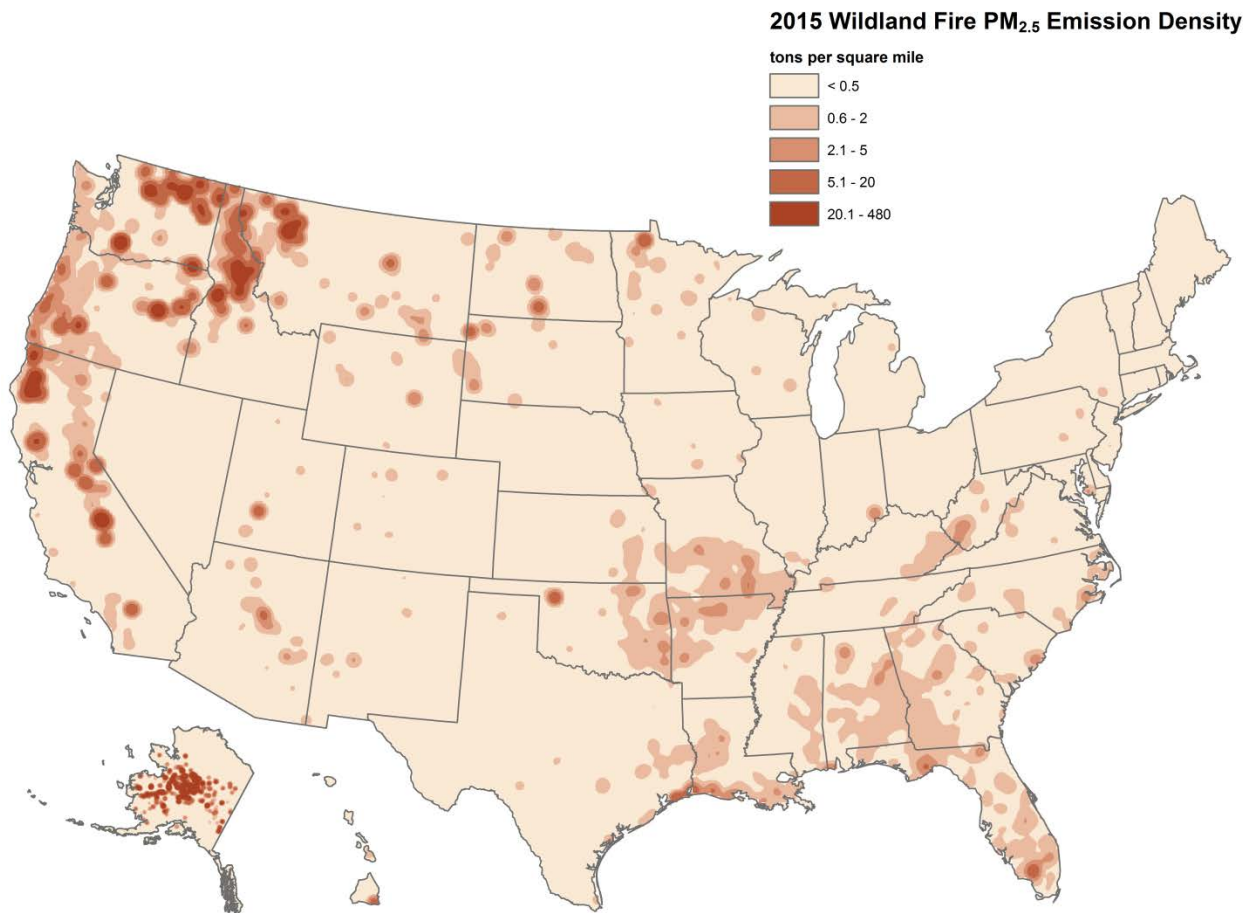 2015 Wildland Fire PM2.5 Emission Density
tons per square mile
< 0.5
0.6 - 2
2.1 - 5
5.1 - 20
20.1 - 480